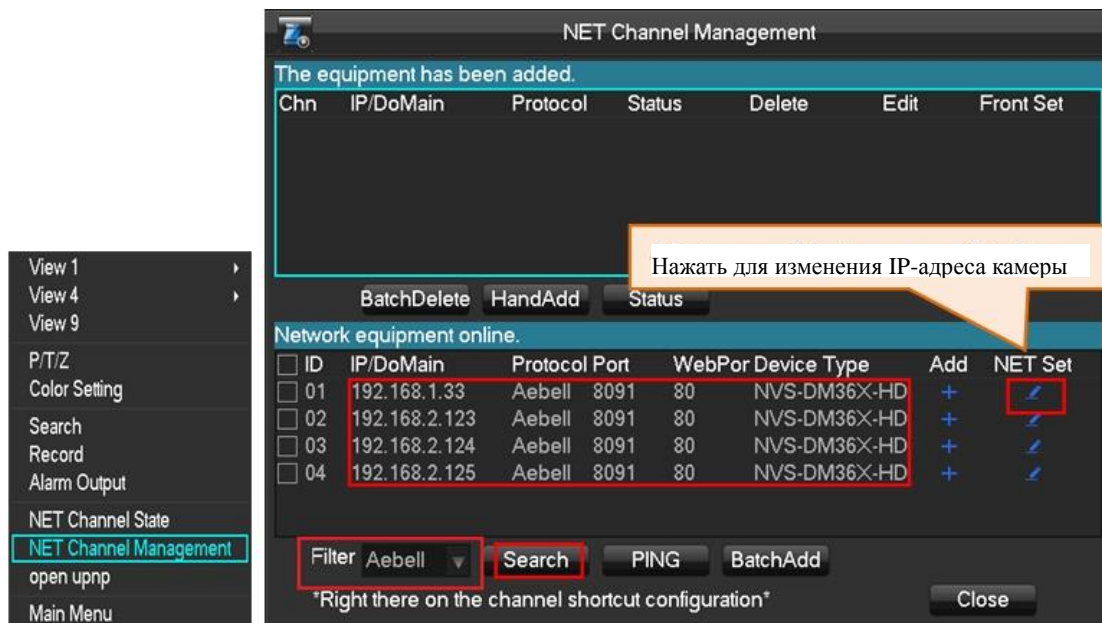 View 1
View 4
View 9
P/T/Z
Color Setting
Search
Record
Alarm Output
NET Channel State
NET Channel Management
open upnp
Main Menu
NET Channel Management
The equipment has been added.
Chn IP/DoMain Protocol Status Delete Edit Front Set
Нажать для изменения IP-адреса камеры
BatchDelete HandAdd Status
Network equipment online.
ID IP/DoMain Protocol Port WebPor Device Type Add NET Set
01 192.168.1.33 Aebell 8091 80 NVS-DM36X-HD +
02 192.168.2.123 Aebell 8091 80 NVS-DM36X-HD +
03 192.168.2.124 Aebell 8091 80 NVS-DM36X-HD +
04 192.168.2.125 Aebell 8091 80 NVS-DM36X-HD +
Filter Aebell Search PING BatchAdd
*Right there on the channel shortcut configuration*
Close